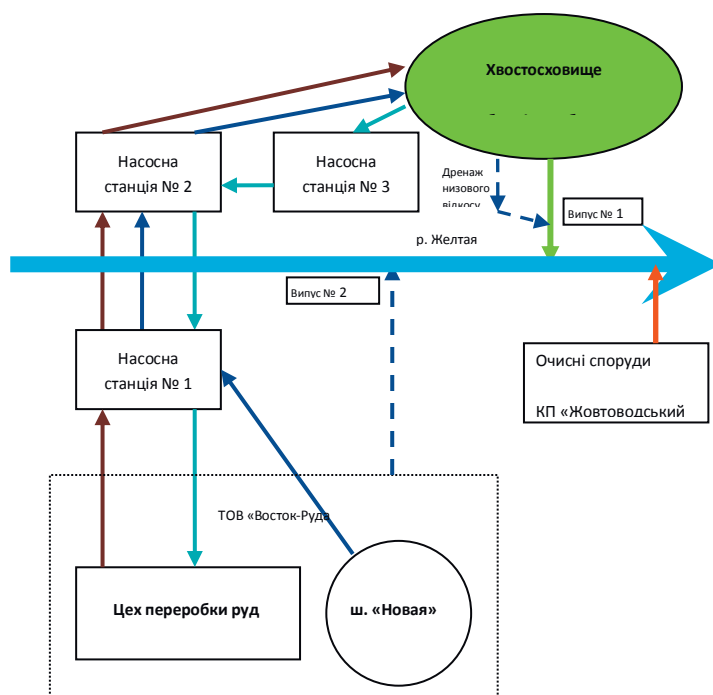 Хвостосховище
Насосна
станція № 2
Насосна
станція № 3
Дренаж
низового
відкосу
Випус № 1
р. Желтая
Випус № 2
Насосна
станція № 1
Очисні споруди
КП «Жовтоводський
ТОВ «Восток-Руда
Цех переробки руд
ш. «Новая»